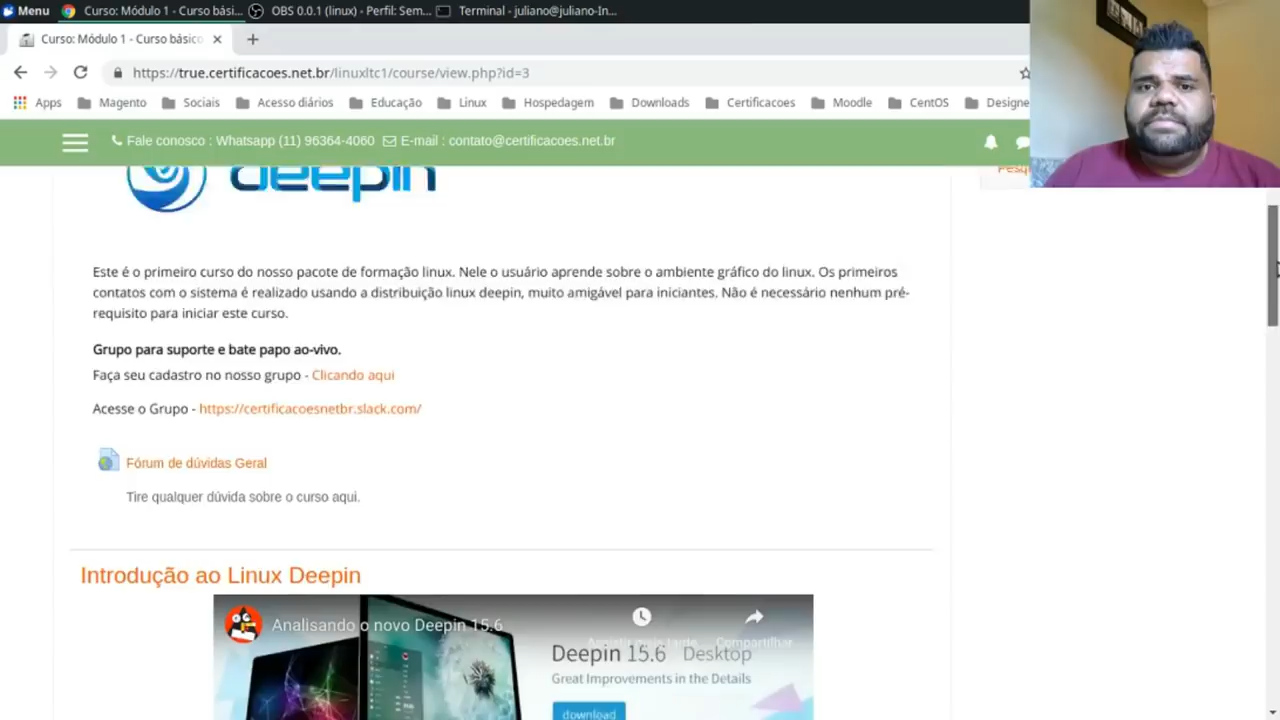 Menu
Curso: Módulo 1 - Curso bási...
OBS 0.0.1 (linux) - Perfil: Sem...
Terminal - juliano@juliano-In...
Curso: Módulo 1 - Curso básico
https://true.certificacoes.net.br/linuxltc1/course/view.php?id=3
Apps Magento Sociais Acesso diários Educação Linux Hospedagem Downloads Certificacoes Moodle CentOS Designe
Fale conosco : Whatsapp (11) 96364-4060 E-mail : contato@certificacoes.net.br
deepin
Pesqui
Este é o primeiro curso do nosso pacote de formação linux. Nele o usuário aprende sobre o ambiente gráfico do linux. Os primeiros
contatos com o sistema é realizado usando a distribuição linux deepin, muito amigável para iniciantes. Não é necessário nenhum pré-
requisito para iniciar este curso.
Grupo para suporte e bate papo ao-vivo.
Faça seu cadastro no nosso grupo - Clicando aqui
Acesse o Grupo - https://certificacoesnetbr.slack.com/
Fórum de dúvidas Geral
Tire qualquer dúvida sobre o curso aqui.
Introdução ao Linux Deepin
Analisando o novo Deepin 15.6
Assistir mais tarde Compartilhar
Deepin 15.6 Desktop
Great Improvements in the Details
download